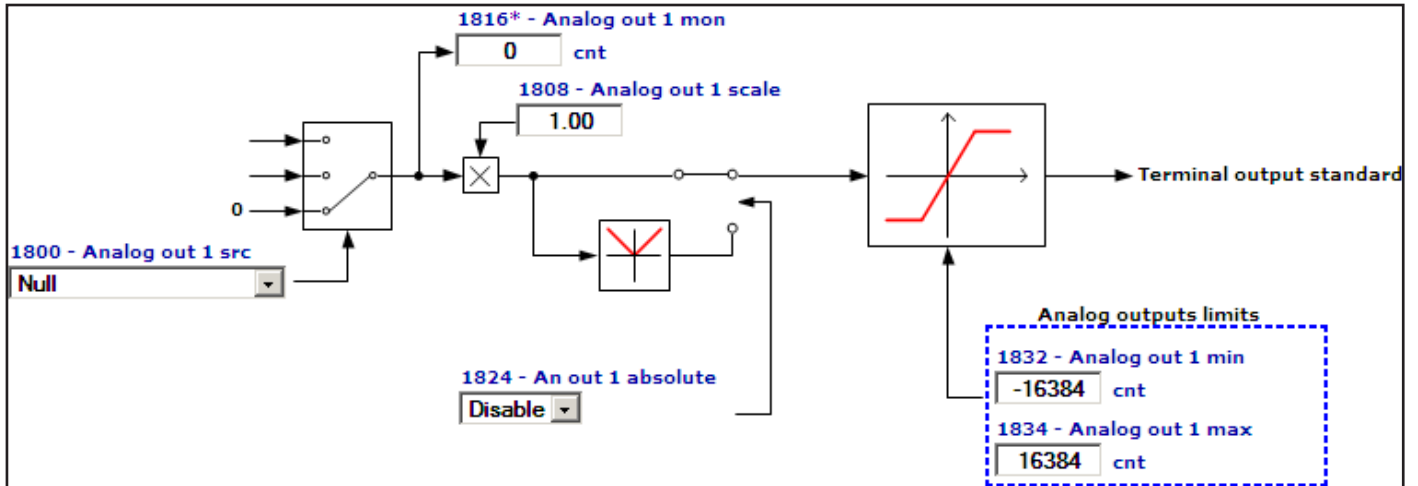 1816* - Analog out 1 mon
0 cnt
1808 - Analog out 1 scale
1.00
Terminal output standard
0
1800 - Analog out 1 src
Null
Analog outputs limits
1832 - Analog out 1 min
-16384 cnt
1824 - An out 1 absolute
Disable
1834 - Analog out 1 max
16384 cnt